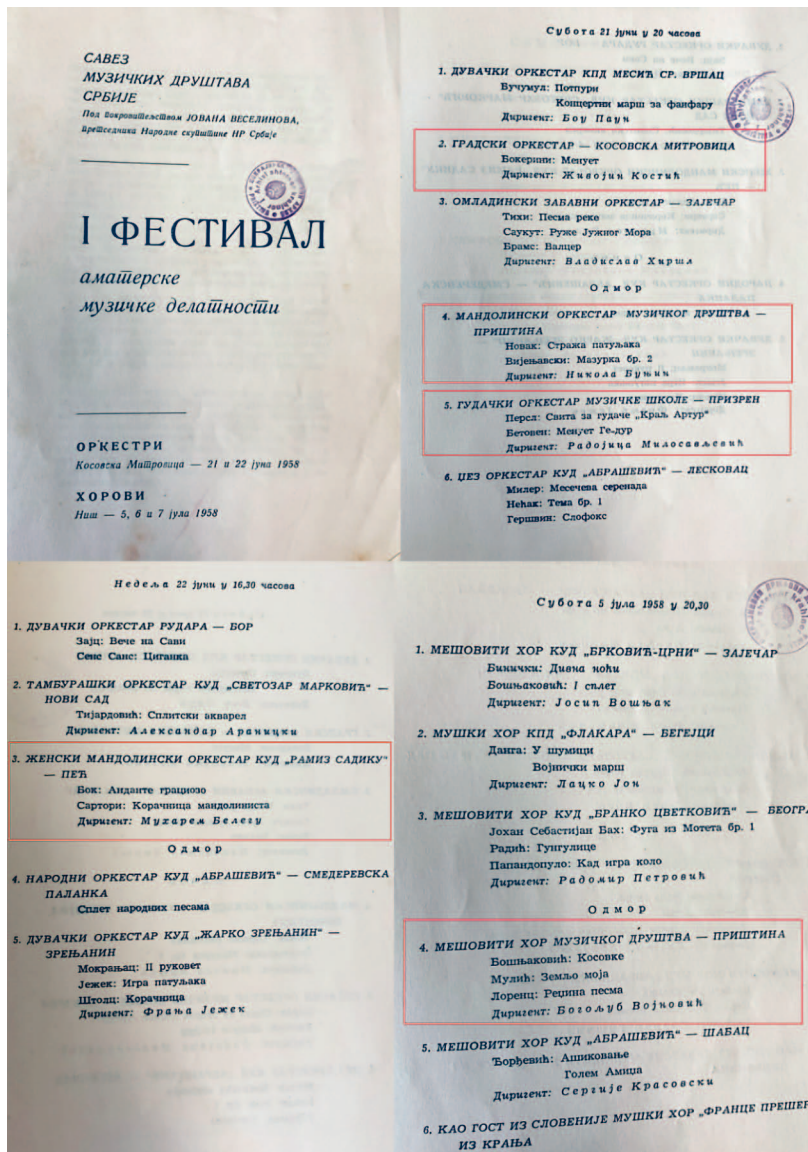 САВЕЗ
МУЗИЧКИХ ДРУШТАВА
СРБИЈЕ
Под покровитељством ЈОВАНА ВЕСЕЛИНОВА,
претседника Народне скупштине НР Србије
I ФЕСТИВАЛ
аматерске
музичке делатности
ОРКЕСТРИ
Косовска Митровица — 21 и 22 јуна 1958
ХОРОВИ
Ниш — 5, 6 и 7 јула 1958
Субота 21 јуни у 20 часова
1. ДУВАЧКИ ОРКЕСТАР КПД МЕСИЋ СР. ВРШАЦ
Вучумул: Потпури
Концертни марш за фанфару
Диригент: Боу Паун
2. ГРАДСКИ ОРКЕСТАР — КОСОВСКА МИТРОВИЦА
Бокерини: Менует
Диригент: Живојин Костић
3. ОМЛАДИНСКИ ЗАБАВНИ ОРКЕСТАР — ЗАЈЕЧАР
Тихи: Песма реке
Саукут: Руже Јужног Мора
Брамс: Валцер
Диригент: Владислав Хиршл
Одмор
4. МАНДОЛИНСКИ ОРКЕСТАР МУЗИЧКОГ ДРУШТВА —
ПРИШТИНА
Новак: Стража патуљака
Вијењавски: Мазурка бр. 2
Диригент: Никола Буњин
5. ГУДАЧКИ ОРКЕСТАР МУЗИЧКЕ ШКОЛЕ — ПРИЗРЕН
Персл: Свита за гудаче „Краљ Артур“
Бетовен: Менует Ге-дур
Диригент: Радојица Милосављевић
6. ЏЕЗ ОРКЕСТАР КУД „АБРАШЕВИЋ“ — ЛЕСКОВАЦ
Милер: Месечева серенада
Нећак: Тема бр. 1
Гершвин: Слофокс
Недеља 22 јуни у 16,30 часова
1. ДУВАЧКИ ОРКЕСТАР РУДАРА — БОР
Зајц: Вече на Сави
Сенс Санс: Циганка
2. ТАМБУРАШКИ ОРКЕСТАР КУД „СВЕТОЗАР МАРКОВИЋ“ —
НОВИ САД
Тијардовић: Сплитски акварел
Диригент: Александар Араницки
3. ЖЕНСКИ МАНДОЛИНСКИ ОРКЕСТАР КУД „РАМИЗ САДИКУ“
— ПЕЋ
Бок: Анданте грациозо
Сартори: Корачница мандолиниста
Диригент: Мухарем Белегу
Одмор
4. НАРОДНИ ОРКЕСТАР КУД „АБРАШЕВИЋ“ — СМЕДЕРЕВСКА
ПАЛАНКА
Сплет народних песама
5. ДУВАЧКИ ОРКЕСТАР КУД „ЖАРКО ЗРЕЊАНИН“ —
ЗРЕЊАНИН
Мокрањац: II руковет
Јежек: Игра патуљака
Штолц: Корачница
Диригент: Фрања Јежек
Субота 5 јула 1958 у 20,30
1. МЕШОВИТИ ХОР КУД „БРКОВИЋ-ЦРНИ“ — ЗАЈЕЧАР
Бинички: Дивна ноћи
Бошњаковић: I сплет
Диригент: Јосип Вошњак
2. МУШКИ ХОР КПД „ФЛАКАРА“ — БЕГЕЈЦИ
Данга: У шумици
Војнички марш
Диригент: Лацко Јон
3. МЕШОВИТИ ХОР КУД „БРАНКО ЦВЕТКОВИЋ“ — БЕОГРА
Јохан Себастијан Бах: Фуга из Мотета бр. 1
Радић: Гунгулице
Папандопуло: Кад игра коло
Диригент: Радомир Петровић
Одмор
4. МЕШОВИТИ ХОР МУЗИЧКОГ ДРУШТВА — ПРИШТИНА
Бошњаковић: Косовке
Мулић: Земљо моја
Лоренц: Реџина песма
Диригент: Богољуб Војновић
5. МЕШОВИТИ ХОР КУД „АБРАШЕВИЋ“ — ШАБАЦ
Ђорђевић: Ашиковање
Голем Амиџа
Диригент: Сергије Красовски
6. КАО ГОСТ ИЗ СЛОВЕНИЈЕ МУШКИ ХОР „ФРАНЦЕ ПРЕШЕР
ИЗ КРАЊА